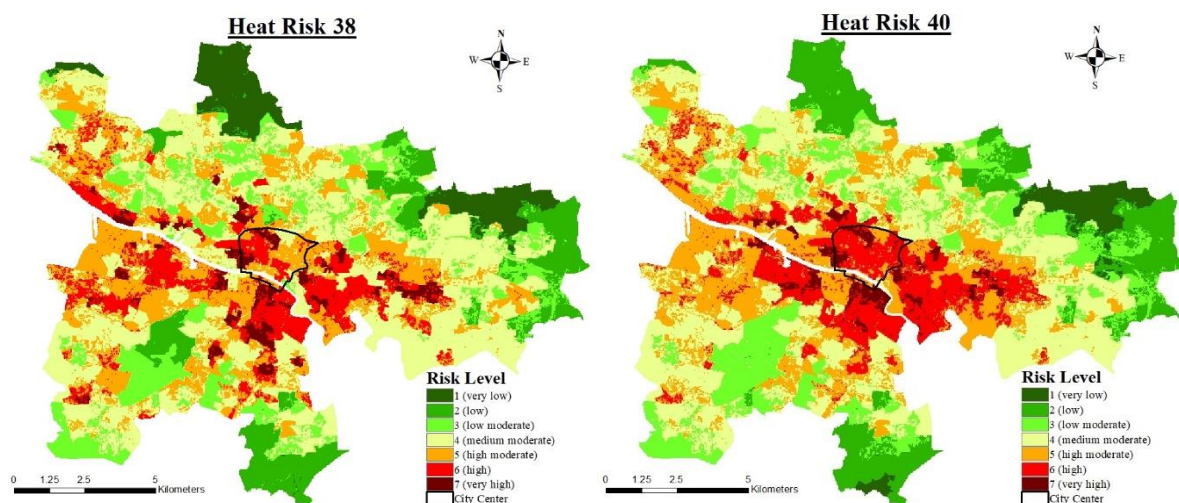 Heat Risk 38
N
W E
S
Risk Level
1 (very low)
2 (low)
3 (low moderate)
4 (medium moderate)
5 (high moderate)
6 (high)
7 (very high)
City Center
0 1.25 2.5 5
Kilometers
Heat Risk 40
N
W E
S
Risk Level
1 (very low)
2 (low)
3 (low moderate)
4 (medium moderate)
5 (high moderate)
6 (high)
7 (very high)
City Center
0 1.25 2.5 5
Kilometers